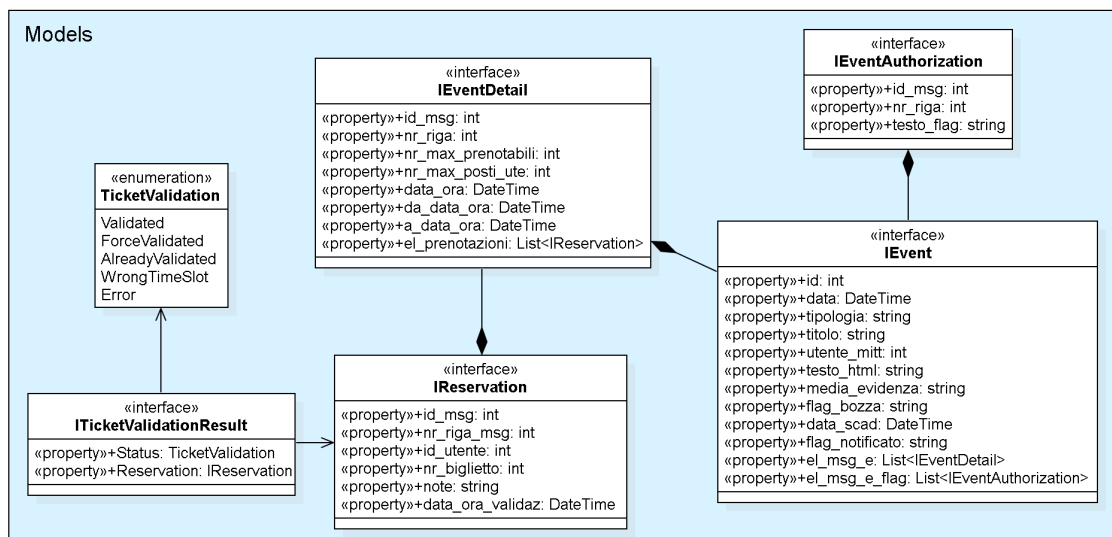 Models
«interface»
IEventDetail
«property»+id_msg: int
«property»+nr_riga: int
«property»+nr_max_prenotabili: int
«property»+nr_max_posti_ute: int
«property»+data_ora: DateTime
«property»+da_data_ora: DateTime
«property»+a_data_ora: DateTime
«property»+el_prenotazioni: List<IReservation>
«interface»
IEventAuthorization
«property»+id_msg: int
«property»+nr_riga: int
«property»+testo_flag: string
«enumeration»
TicketValidation
Validated
ForceValidated
AlreadyValidated
WrongTimeSlot
Error
«interface»
IEvent
«property»+id: int
«property»+data: DateTime
«property»+tipologia: string
«property»+titolo: string
«property»+utente_mitt: int
«property»+testo_html: string
«property»+media_evidenza: string
«property»+flag_bozza: string
«property»+data_scad: DateTime
«property»+flag_notificato: string
«property»+el_msg_e: List<IEventDetail>
«property»+el_msg_e_flag: List<IEventAuthorization>
«interface»
ITicketValidationResult
«property»+Status: TicketValidation
«property»+Reservation: IReservation
«interface»
IReservation
«property»+id_msg: int
«property»+nr_riga_msg: int
«property»+id_utente: int
«property»+nr_biglietto: int
«property»+note: string
«property»+data_ora_validaz: DateTime